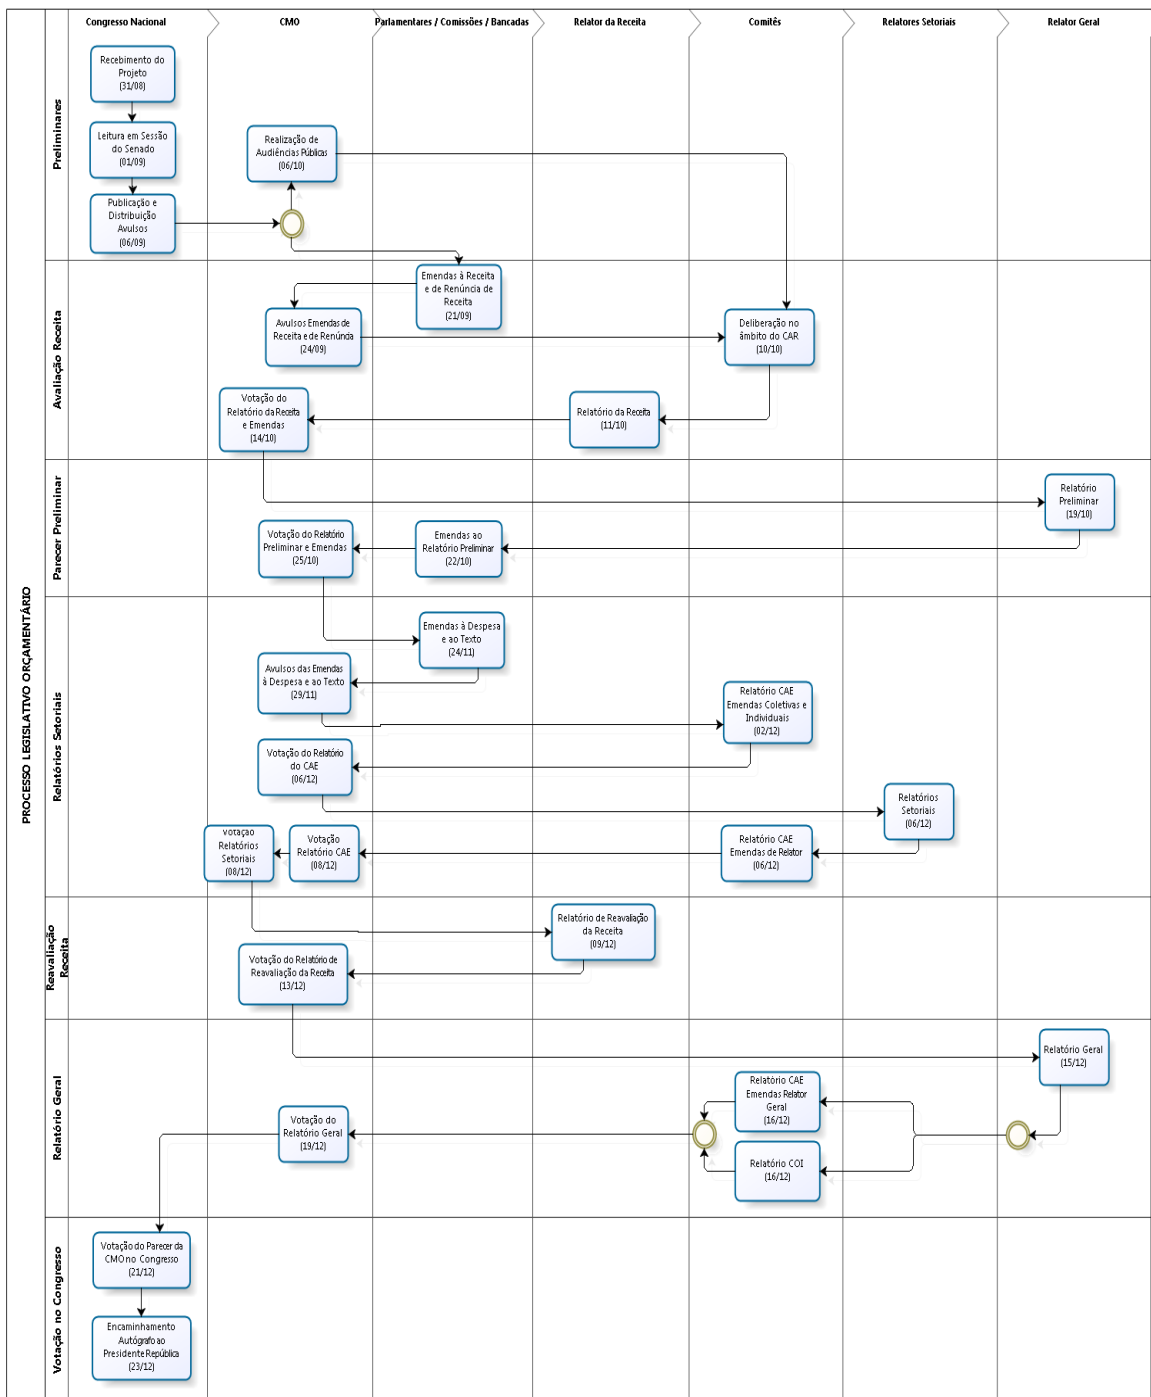 Congresso Nacional
CMO
Parlamentares / Comissões / Bancadas
Relator da Receita
Comitês
Relatores Setoriais
Relator Geral
PROCESSO LEGISLATIVO ORÇAMENTÁRIO
Preliminares
Recebimento do
Projeto
(31/08)
Leitura em Sessão
do Senado
(01/09)
Publicação e
Distribuição
Avulsos
(06/09)
Realização de
Audiências Públicas
(06/10)
Avaliação Receita
Emendas à Receita
e de Renúncia de
Receita
(21/09)
Avulsos Emendas de
Receita e de Renúncia
(24/09)
Deliberação no
âmbito do CAR
(10/10)
Relatório da Receita
(11/10)
Votação do
Relatório da Receita
e Emendas
(14/10)
Parecer Preliminar
Relatório
Preliminar
(19/10)
Emendas ao
Relatório Preliminar
(22/10)
Votação do Relatório
Preliminar e Emendas
(25/10)
Relatórios Setoriais
Emendas à Despesa
e ao Texto
(24/11)
Avulsos das Emendas
à Despesa e ao Texto
(29/11)
Relatório CAE
Emendas Coletivas e
Individuais
(02/12)
Votação do Relatório
do CAE
(06/12)
Relatórios
Setoriais
(06/12)
Relatório CAE
Emendas de Relator
(06/12)
Votação
Relatório CAE
(08/12)
Votação
Relatórios
Setoriais
(08/12)
Reavaliação
Receita
Relatório de Reavaliação
da Receita
(09/12)
Votação do Relatório de
Reavaliação da Receita
(13/12)
Relatório Geral
Relatório Geral
(15/12)
Relatório CAE
Emendas Relator
Geral
(16/12)
Relatório COI
(16/12)
Votação do
Relatório Geral
(19/12)
Votação no Congresso
Votação do Parecer da
CMO no Congresso
(21/12)
Encaminhamento
Autógrafo ao
Presidente República
(23/12)